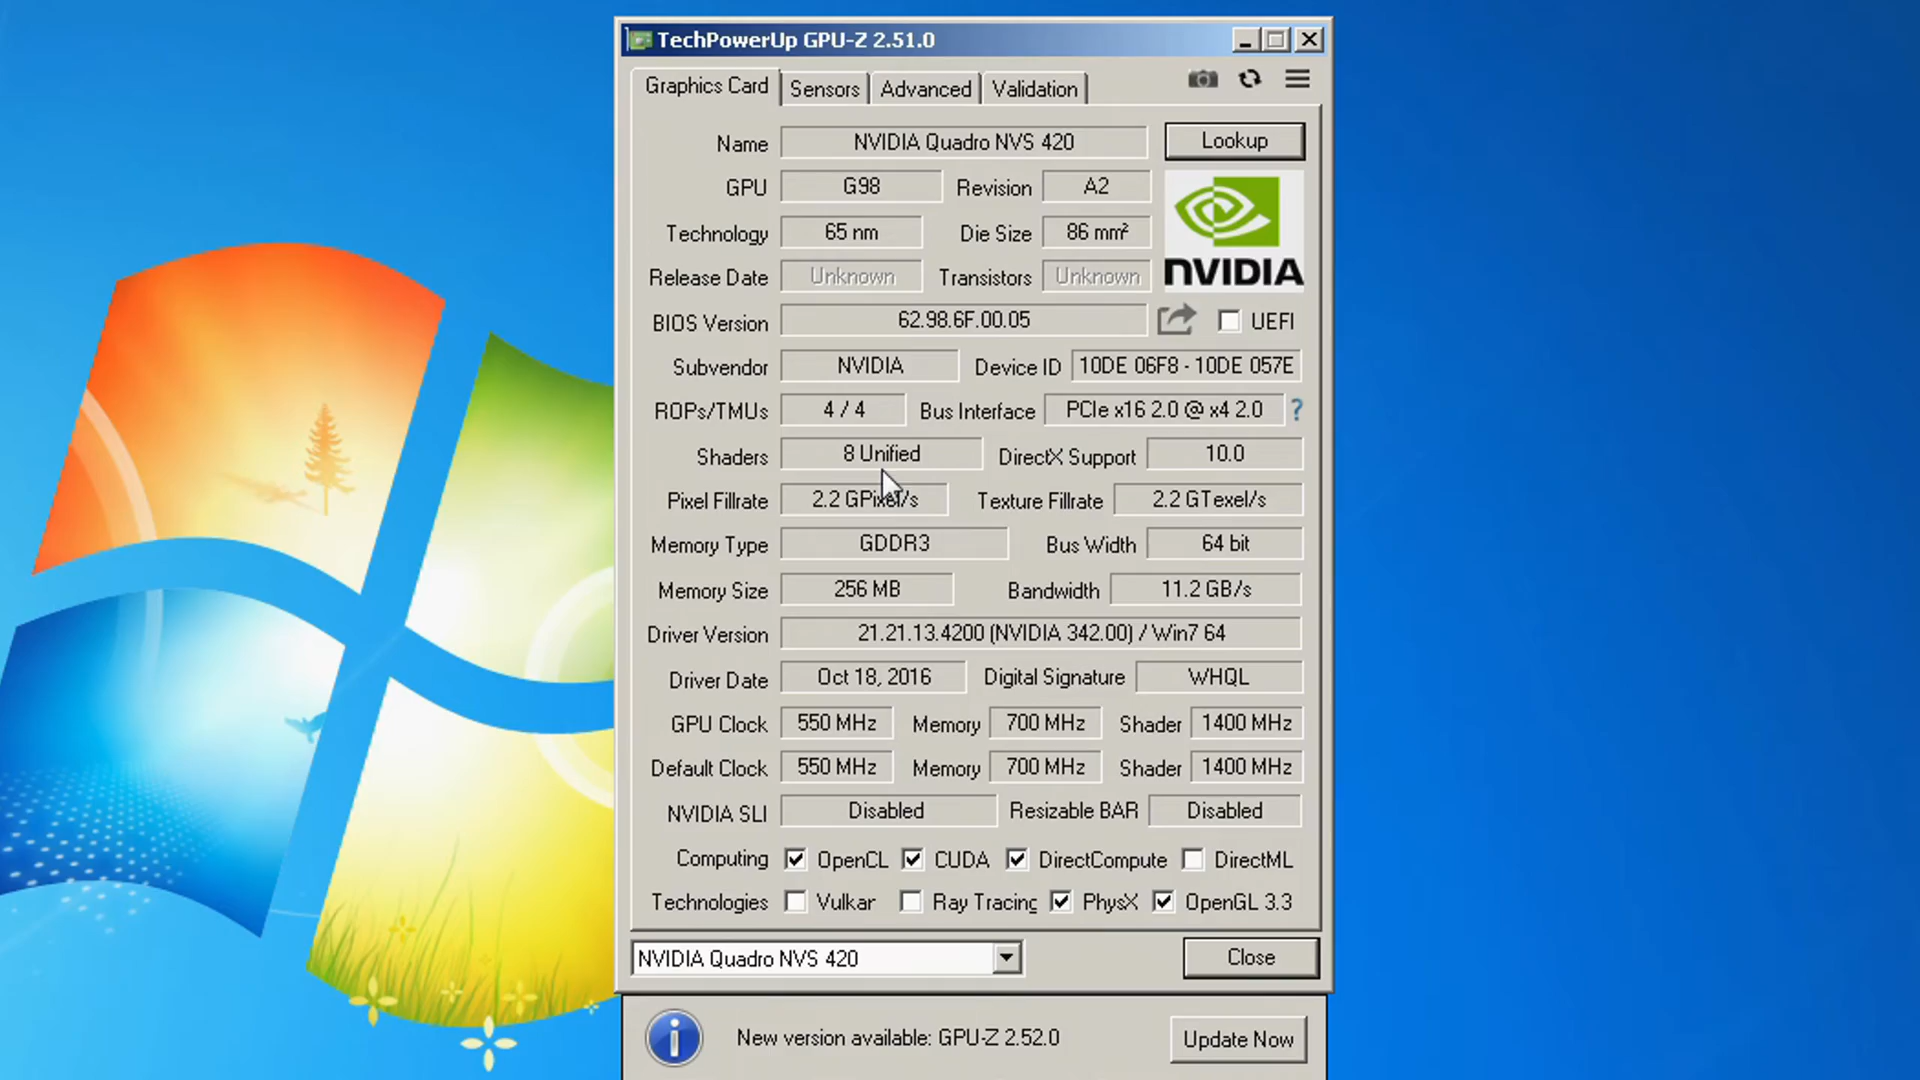 TechPowerUp GPU-Z 2.51.0
Graphics Card Sensors Advanced Validation
Name NVIDIA Quadro NVS 420 Lookup
GPU G98 Revision A2
Technology 65 nm Die Size 86 mm²
nVIDIA
Release Date Unknown Transistors Unknown
BIOS Version 62.98.6F.00.05 UEFI
Subvendor NVIDIA Device ID 10DE 06F8 - 10DE 057E
ROPs/TMUs 4 / 4 Bus Interface PCIe x16 2.0 @ x4 2.0 ?
Shaders 8 Unified DirectX Support 10.0
Pixel Fillrate 2.2 GPixel/s Texture Fillrate 2.2 GTexel/s
Memory Type GDDR3 Bus Width 64 bit
Memory Size 256 MB Bandwidth 11.2 GB/s
Driver Version 21.21.13.4200 (NVIDIA 342.00) / Win7 64
Driver Date Oct 18, 2016 Digital Signature WHQL
GPU Clock 550 MHz Memory 700 MHz Shader 1400 MHz
Default Clock 550 MHz Memory 700 MHz Shader 1400 MHz
NVIDIA SLI Disabled Resizable BAR Disabled
Computing OpenCL CUDA DirectCompute DirectML
Technologies Vulkan Ray Tracing PhysX OpenGL 3.3
NVIDIA Quadro NVS 420 Close
New version available: GPU-Z 2.52.0 Update Now